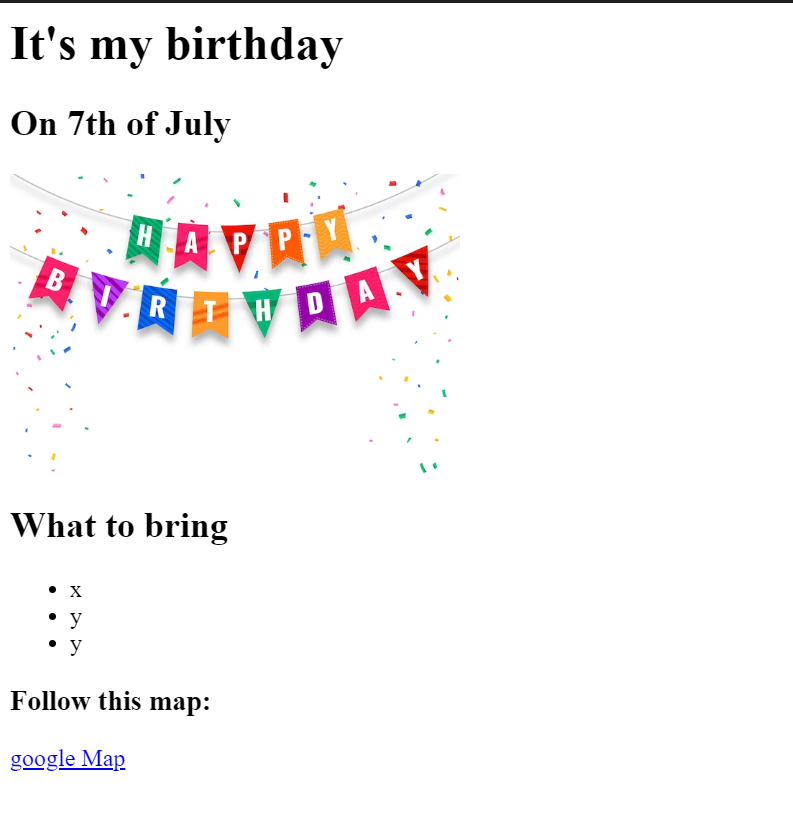 It's my birthday
On 7th of July
HAPPY
BIRTHDAY
What to bring
x
y
y
Follow this map:
google Map